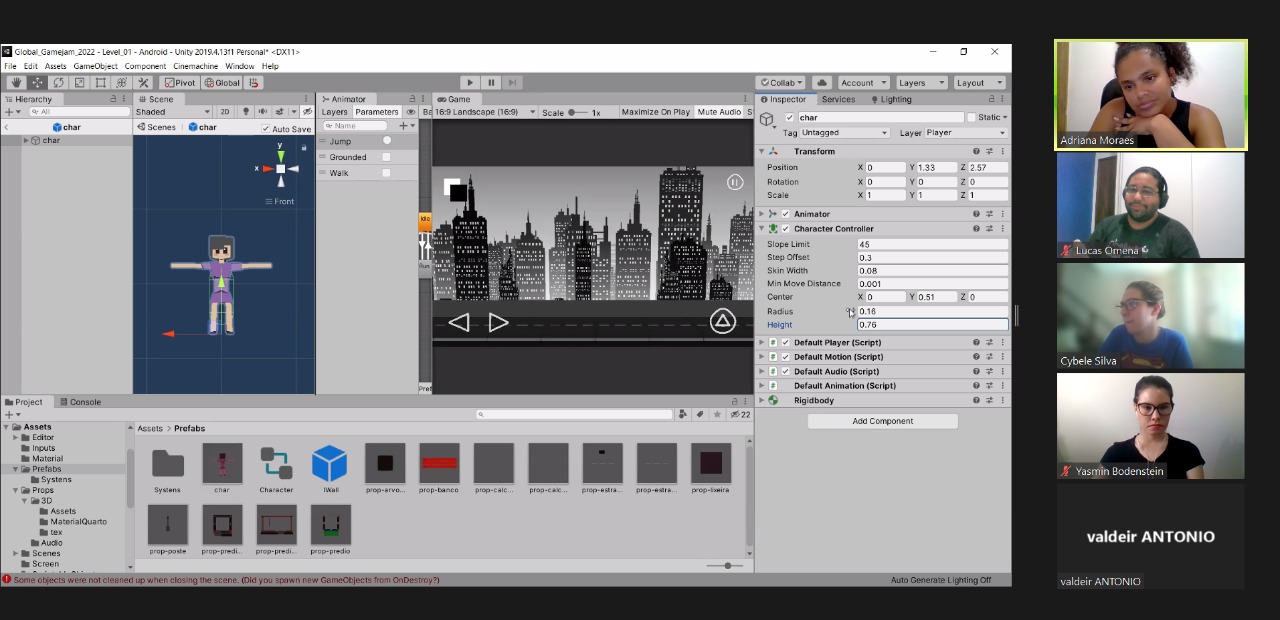 Global_Gamejam_2022 - Level_01 - Android - Unity 2019.4.13f1 Personal* <DX11>
File Edit Assets GameObject Component Cinemachine Window Help
Pivot Global Collab Account Layers Layout
Hierarchy
All
char
char
Scene
Shaded 2D
Scenes char Auto Save
y
x
Front
Animator
Layers Parameters
Name
Jump
Grounded
Walk
Idle
Run
Game
16:9 Landscape (16:9) Scale 1x Maximize On Play Mute Audio S
Inspector Services Lighting
char Static
Tag Untagged Layer Player
Transform
Position X 0 Y 1.33 Z 2.57
Rotation X 0 Y 0 Z 0
Scale X 1 Y 1 Z 1
Animator
Character Controller
Slope Limit 45
Step Offset 0.3
Skin Width 0.08
Min Move Distance 0.001
Center X 0 Y 0.51 Z 0
Radius 0.16
Height 0.76
Default Player (Script)
Default Motion (Script)
Default Audio (Script)
Default Animation (Script)
Rigidbody
Add Component
Project Console
22
Assets
Editor
Inputs
Material
Prefabs
Systens
Props
3D
Assets
MaterialQuarto
tex
Audio
Scenes
Screen
Assets > Prefabs
Systens char Character IWall prop-arvo... prop-banco prop-calc... prop-calc... prop-estra... prop-estra... prop-lixeira
prop-poste prop-predi... prop-predi... prop-predio
Some objects were not cleaned up when closing the scene. (Did you spawn new GameObjects from OnDestroy?)
Auto Generate Lighting Off
Adriana Moraes
Lucas Omena
Cybele Silva
Yasmin Bodenstein
valdeir ANTONIO
valdeir ANTONIO